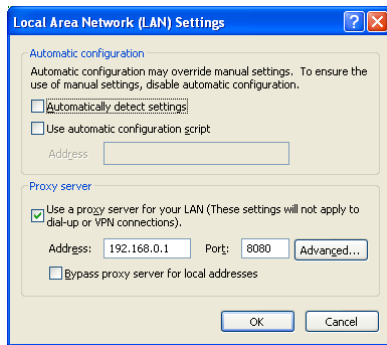 Local Area Network (LAN) Settings
Automatic configuration
Automatic configuration may override manual settings. To ensure the
use of manual settings, disable automatic configuration.
Automatically detect settings
Use automatic configuration script
Address
Proxy server
Use a proxy server for your LAN (These settings will not apply to
dial-up or VPN connections).
Address: 192.168.0.1 Port: 8080 Advanced...
Bypass proxy server for local addresses
OK Cancel